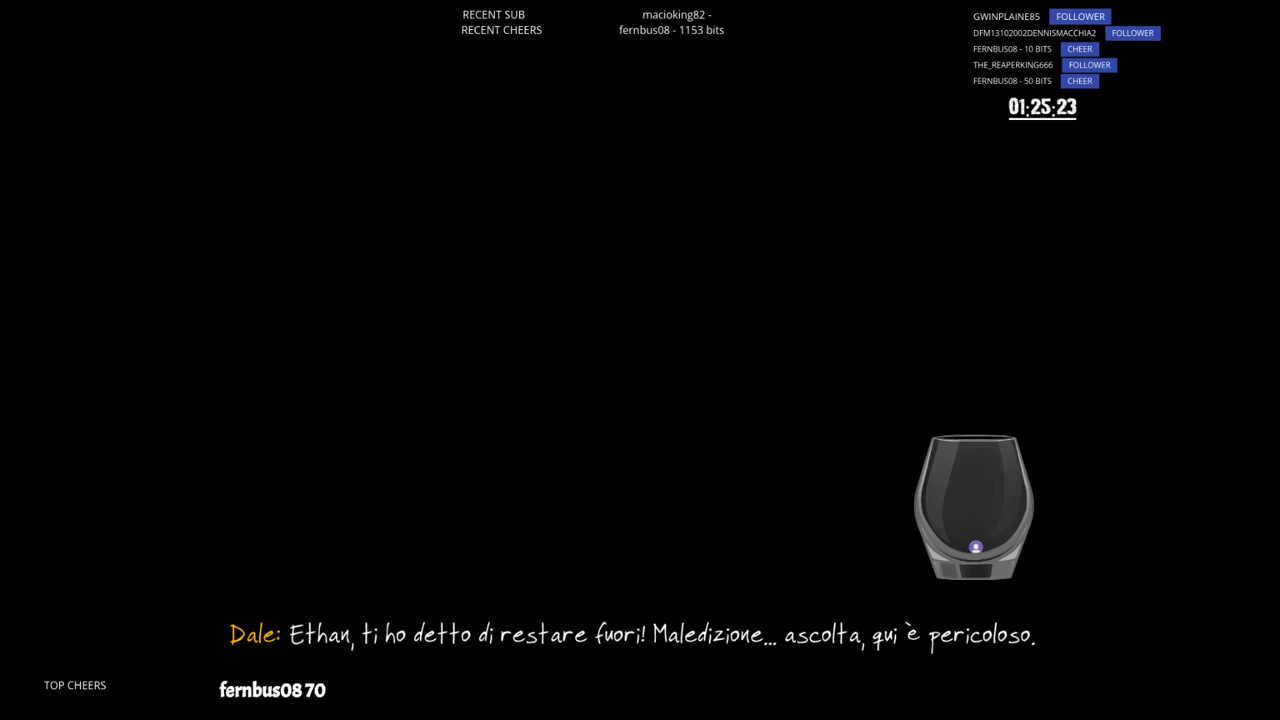 RECENT SUB macioking82 -
RECENT CHEERS fernbus08 - 1153 bits
GWINPLAINE85 FOLLOWER
DFM13102002DENNISMACCHIA2 FOLLOWER
FERNBUS08 - 10 BITS CHEER
THE_REAPERKING666 FOLLOWER
FERNBUS08 - 50 BITS CHEER
01:25:23
Dale: Ethan, ti ho detto di restare fuori! Maledizione... ascolta, qui è pericoloso.
TOP CHEERS fernbus08 70